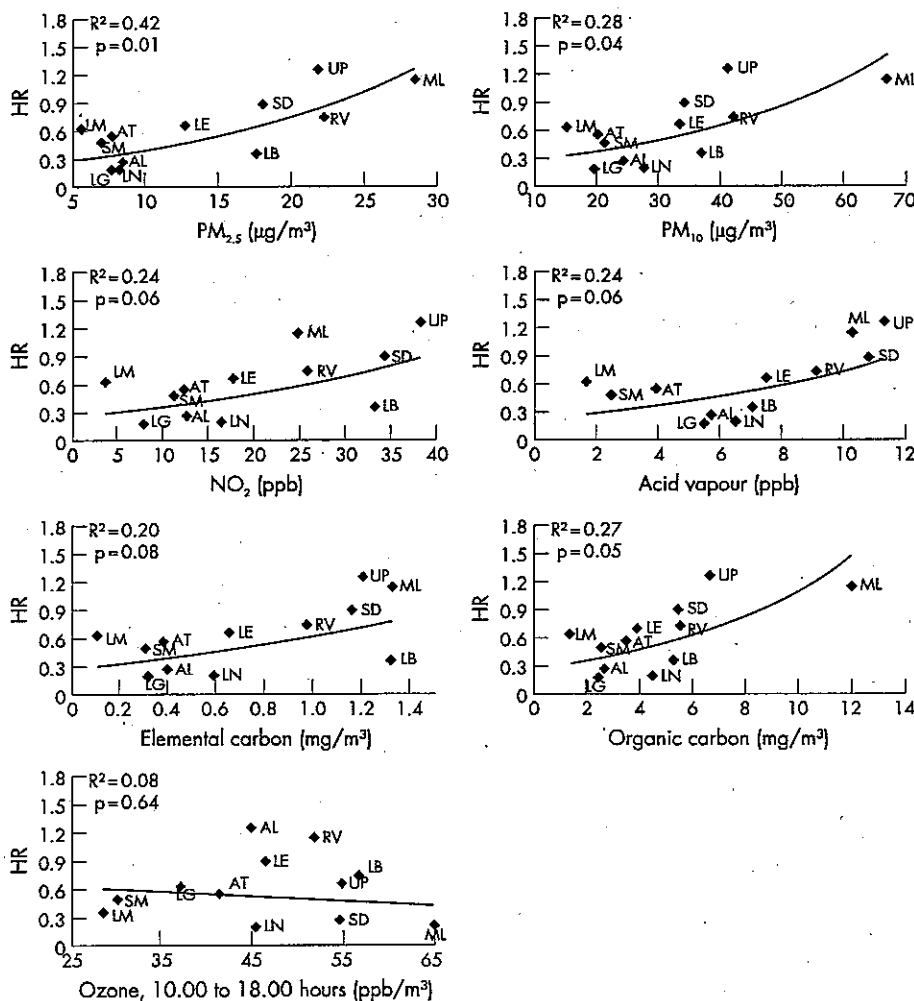 R²=0.42
p=0.01
HR
1.8
1.5
1.2
0.9
0.6
0.3
0
UP
ML
SD
RV
LE
LM
AT
SM
LB
AL
LG
LN
5
10
15
20
25
30
PM2.5 (µg/m³)
R²=0.28
p=0.04
HR
1.8
1.5
1.2
0.9
0.6
0.3
0
UP
ML
SD
RV
LE
LM
AT
SM
LB
AL
LG
LN
10
20
30
40
50
60
70
PM10 (µg/m³)
R²=0.24
p=0.06
HR
1.8
1.5
1.2
0.9
0.6
0.3
0
UP
ML
SD
RV
LE
LM
AT
SM
LB
AL
LG
LN
0
5
10
15
20
25
30
35
40
NO2 (ppb)
R²=0.24
p=0.06
HR
1.8
1.5
1.2
0.9
0.6
0.3
0
ML
UP
SD
RV
LE
LM
AT
SM
LB
AL
LG
LN
0
2
4
6
8
10
12
Acid vapour (ppb)
R²=0.20
p=0.08
HR
1.8
1.5
1.2
0.9
0.6
0.3
0
UP
ML
SD
RV
LE
LM
AT
SM
LB
AL
LG
LN
0
0.2
0.4
0.6
0.8
1.0
1.2
1.4
Elemental carbon (mg/m³)
R²=0.27
p=0.05
HR
1.8
1.5
1.2
0.9
0.6
0.3
0
UP
ML
SD
RV
LE
LM
AT
SM
LB
AL
LG
LN
0
2
4
6
8
10
12
14
Organic carbon (mg/m³)
R²=0.08
p=0.64
HR
1.8
1.5
1.2
0.9
0.6
0.3
0
AL
RV
LE
LB
UP
AT
LG
SM
LM
LN
SD
ML
25
35
45
55
65
Ozone, 10.00 to 18.00 hours (ppb/m³)